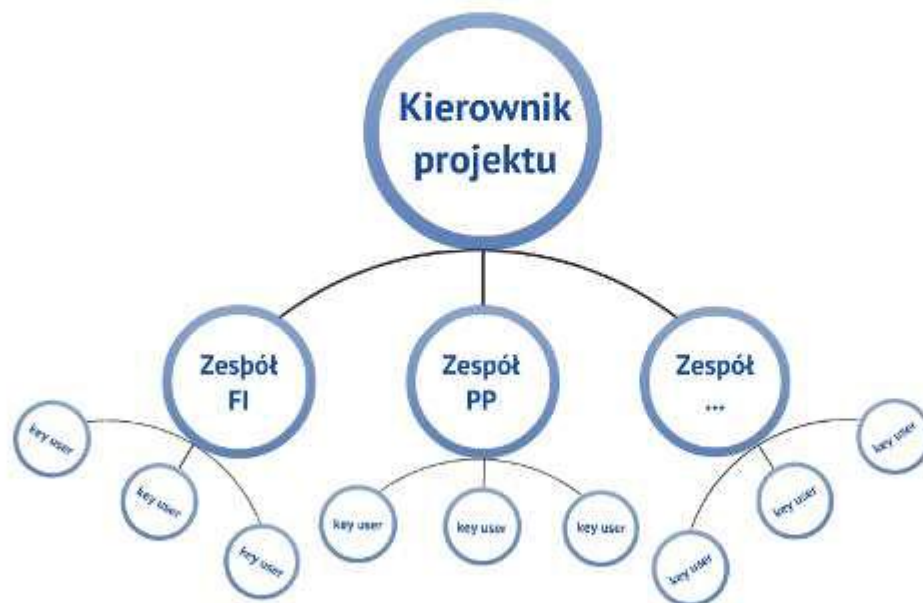 Kierownik
projektu
Zespół
FI
Zespół
PP
Zespół
...
key user
key user
key user
key user
key user
key user
key user
key user
key user